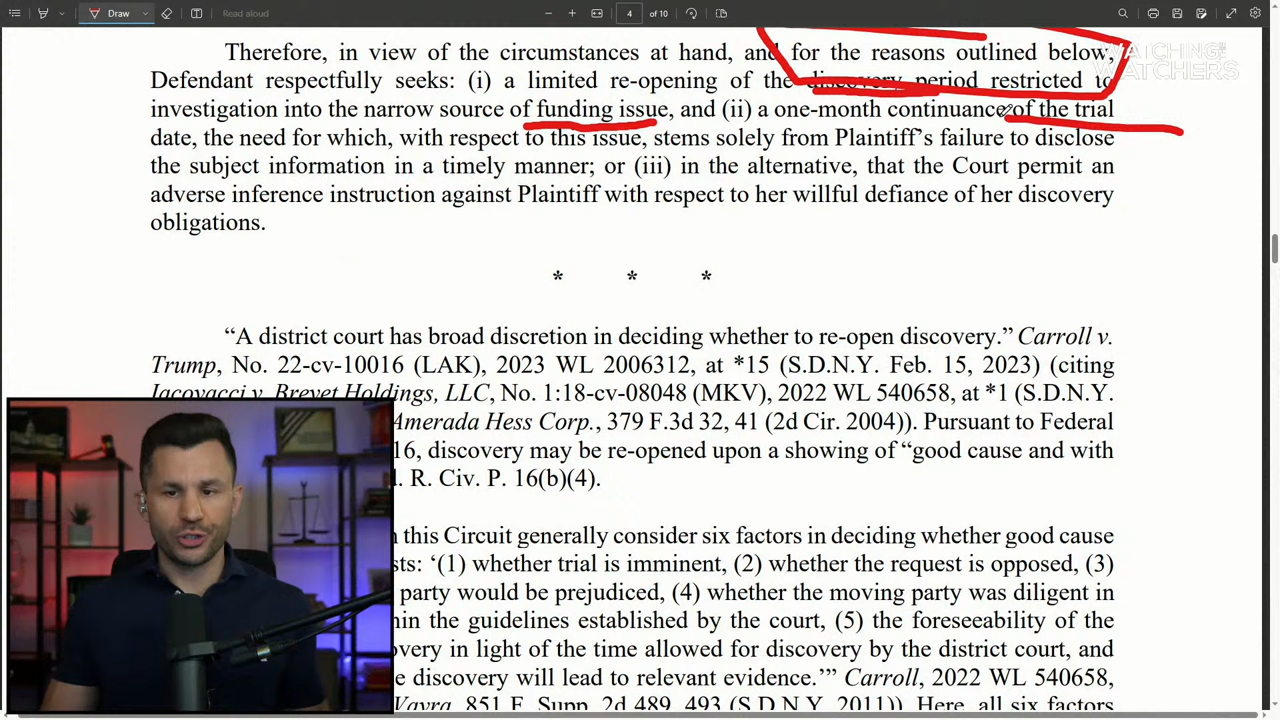 Draw
Read aloud
4 of 10
WATCHING THE WATCHERS
Therefore, in view of the circumstances at hand, and for the reasons outlined below,
Defendant respectfully seeks: (i) a limited re-opening of the discovery period restricted to
investigation into the narrow source of funding issue, and (ii) a one-month continuance of the trial
date, the need for which, with respect to this issue, stems solely from Plaintiff's failure to disclose
the subject information in a timely manner; or (iii) in the alternative, that the Court permit an
adverse inference instruction against Plaintiff with respect to her willful defiance of her discovery
obligations.
* * *
“A district court has broad discretion in deciding whether to re-open discovery.” Carroll v.
Trump, No. 22-cv-10016 (LAK), 2023 WL 2006312, at *15 (S.D.N.Y. Feb. 15, 2023) (citing
Iacovacci v. Brevet Holdings, LLC, No. 1:18-cv-08048 (MKV), 2022 WL 540658, at *1 (S.D.N.Y.
Amerada Hess Corp., 379 F.3d 32, 41 (2d Cir. 2004)). Pursuant to Federal
16, discovery may be re-opened upon a showing of “good cause and with
. R. Civ. P. 16(b)(4).
this Circuit generally consider six factors in deciding whether good cause
sts: ‘(1) whether trial is imminent, (2) whether the request is opposed, (3)
party would be prejudiced, (4) whether the moving party was diligent in
in the guidelines established by the court, (5) the foreseeability of the
overy in light of the time allowed for discovery by the district court, and
e discovery will lead to relevant evidence.’” Carroll, 2022 WL 540658,
Vayra, 851 F. Supp. 2d 489, 493 (S.D.N.Y. 2011)). Here, all six factors